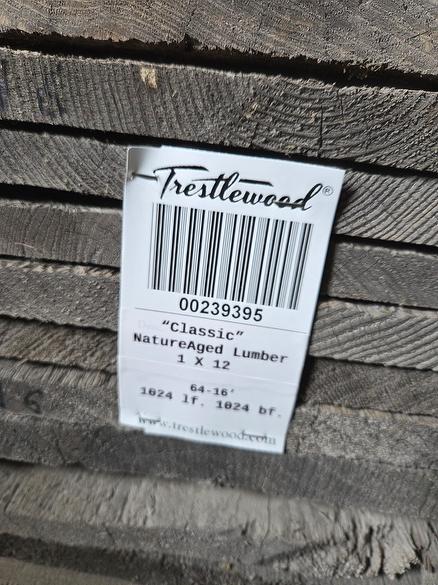 Trestlewood®
00239395
"Classic"
NatureAged Lumber
1 X 12
64-16'
1024 lf. 1024 bf.
www.trestlewood.com